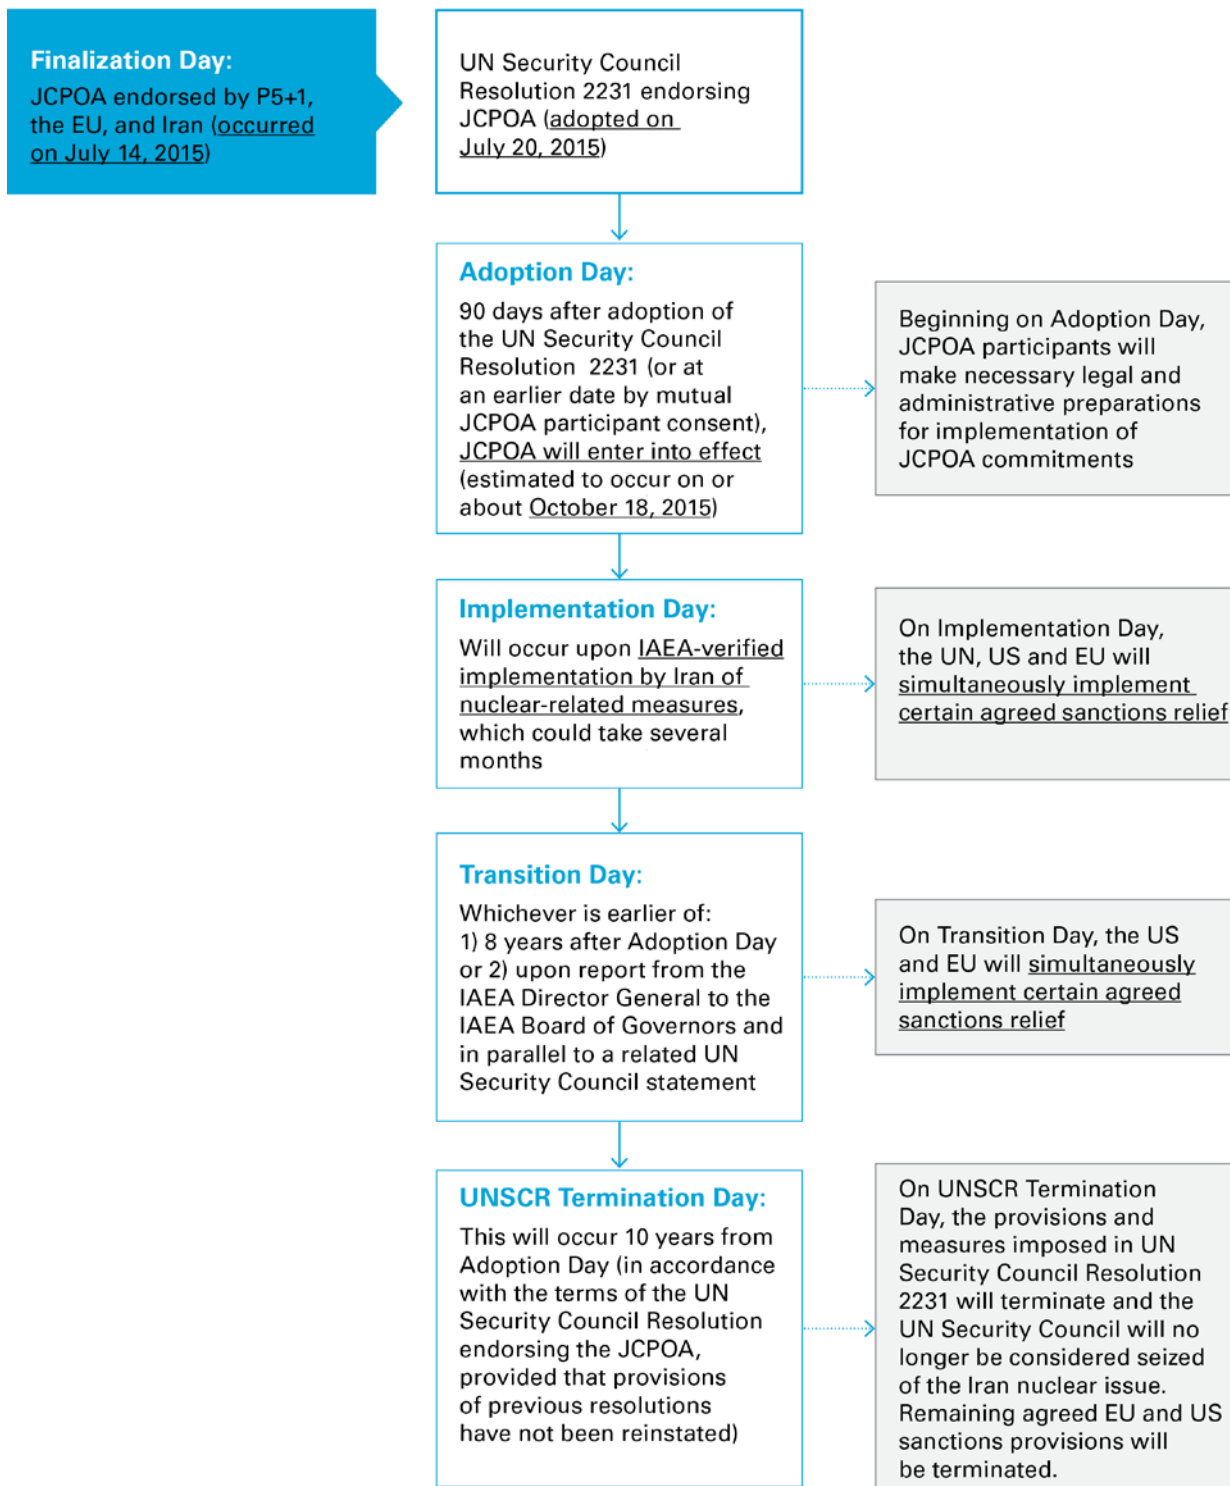 Finalization Day:
JCPOA endorsed by P5+1,
the EU, and Iran (occurred
on July 14, 2015)
UN Security Council
Resolution 2231 endorsing
JCPOA (adopted on
July 20, 2015)
Adoption Day:
90 days after adoption of
the UN Security Council
Resolution 2231 (or at
an earlier date by mutual
JCPOA participant consent),
JCPOA will enter into effect
(estimated to occur on or
about October 18, 2015)
Beginning on Adoption Day,
JCPOA participants will
make necessary legal and
administrative preparations
for implementation of
JCPOA commitments
Implementation Day:
Will occur upon IAEA-verified
implementation by Iran of
nuclear-related measures,
which could take several
months
On Implementation Day,
the UN, US and EU will
simultaneously implement
certain agreed sanctions relief
Transition Day:
Whichever is earlier of:
1) 8 years after Adoption Day
or 2) upon report from the
IAEA Director General to the
IAEA Board of Governors and
in parallel to a related UN
Security Council statement
On Transition Day, the US
and EU will simultaneously
implement certain agreed
sanctions relief
UNSCR Termination Day:
This will occur 10 years from
Adoption Day (in accordance
with the terms of the UN
Security Council Resolution
endorsing the JCPOA,
provided that provisions
of previous resolutions
have not been reinstated)
On UNSCR Termination
Day, the provisions and
measures imposed in UN
Security Council Resolution
2231 will terminate and the
UN Security Council will no
longer be considered seized
of the Iran nuclear issue.
Remaining agreed EU and US
sanctions provisions will
be terminated.